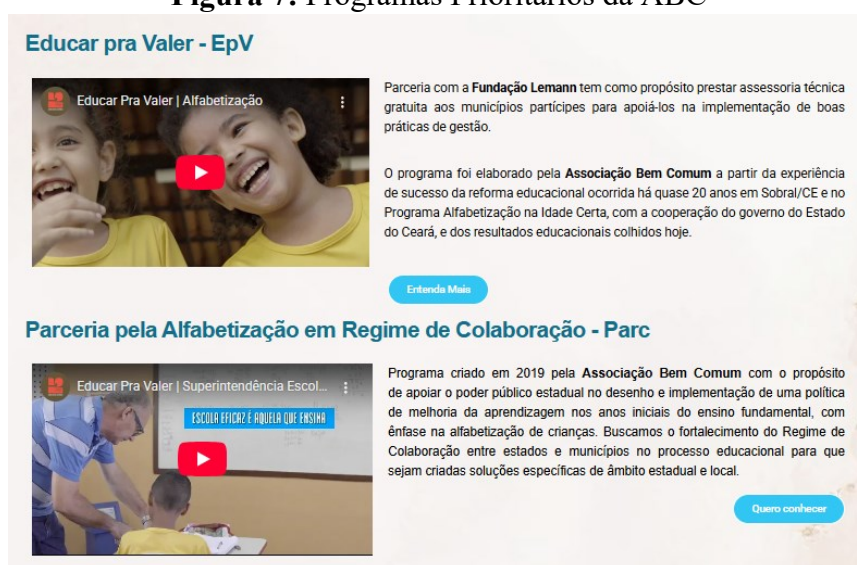 Figura 7. Programas Prioritários da ABC
Educar pra Valer - EpV
Educar Pra Valer | Alfabetização
Parceria com a Fundação Lemann tem como propósito prestar assessoria técnica
gratuita aos municípios partícipes para apoiá-los na implementação de boas
práticas de gestão.
O programa foi elaborado pela Associação Bem Comum a partir da experiência
de sucesso da reforma educacional ocorrida há quase 20 anos em Sobral/CE e no
Programa Alfabetização na Idade Certa, com a cooperação do governo do Estado
do Ceará, e dos resultados educacionais colhidos hoje.
Entenda Mais
Parceria pela Alfabetização em Regime de Colaboração - Parc
Educar Pra Valer | Superintendência Escol...
ESCOLA EFICAZ É AQUELA QUE ENSINA
Programa criado em 2019 pela Associação Bem Comum com o propósito
de apoiar o poder público estadual no desenho e implementação de uma política
de melhoria da aprendizagem nos anos iniciais do ensino fundamental, com
ênfase na alfabetização de crianças. Buscamos o fortalecimento do Regime de
Colaboração entre estados e municípios no processo educacional para que
sejam criadas soluções específicas de âmbito estadual e local.
Quero conhecer